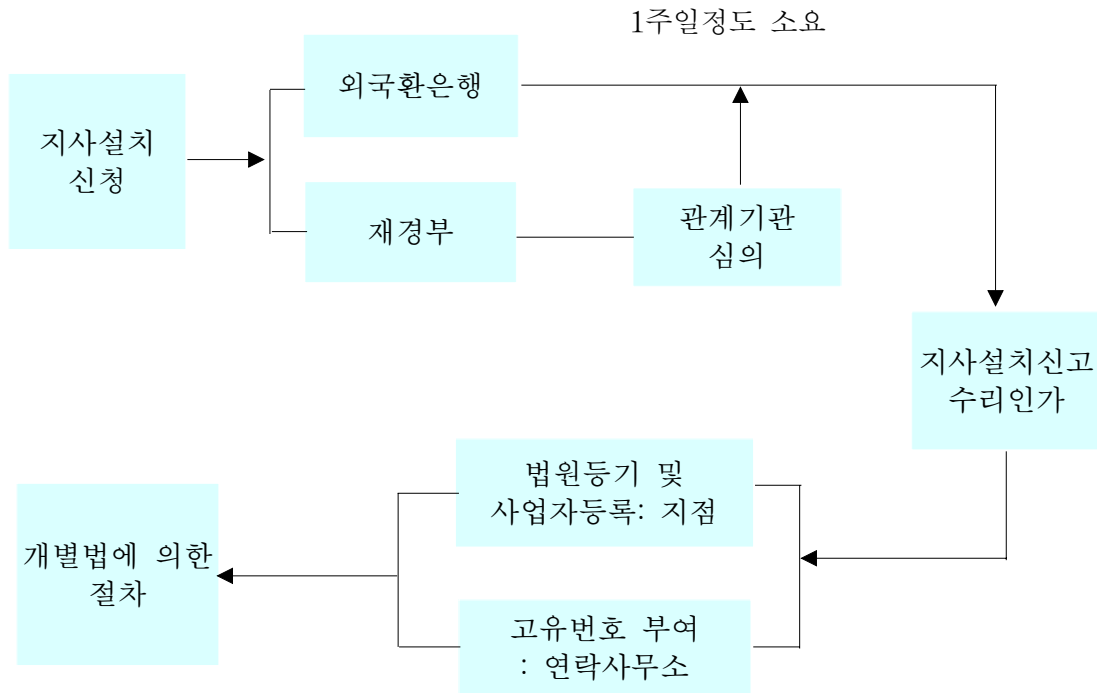 1주일정도 소요
외국환은행
지사설치
신청
재경부
관계기관
심의
지사설치신고
수리인가
법원등기 및
사업자등록: 지점
고유번호 부여
: 연락사무소
개별법에 의한
절차